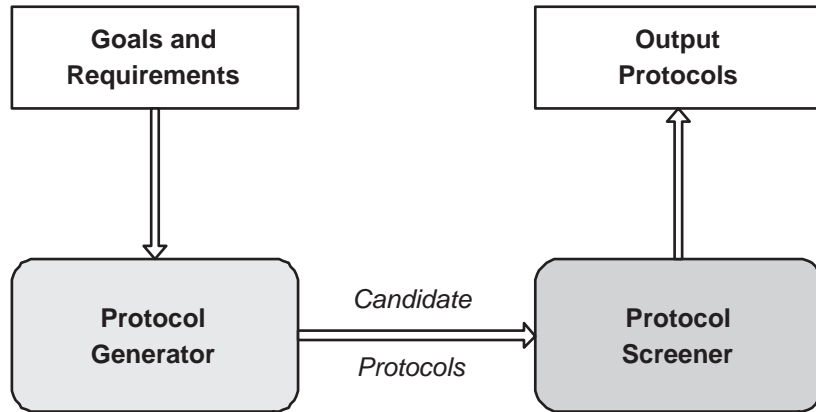 Goals and
Requirements
Output
Protocols
Protocol
Generator
Candidate
Protocols
Protocol
Screener